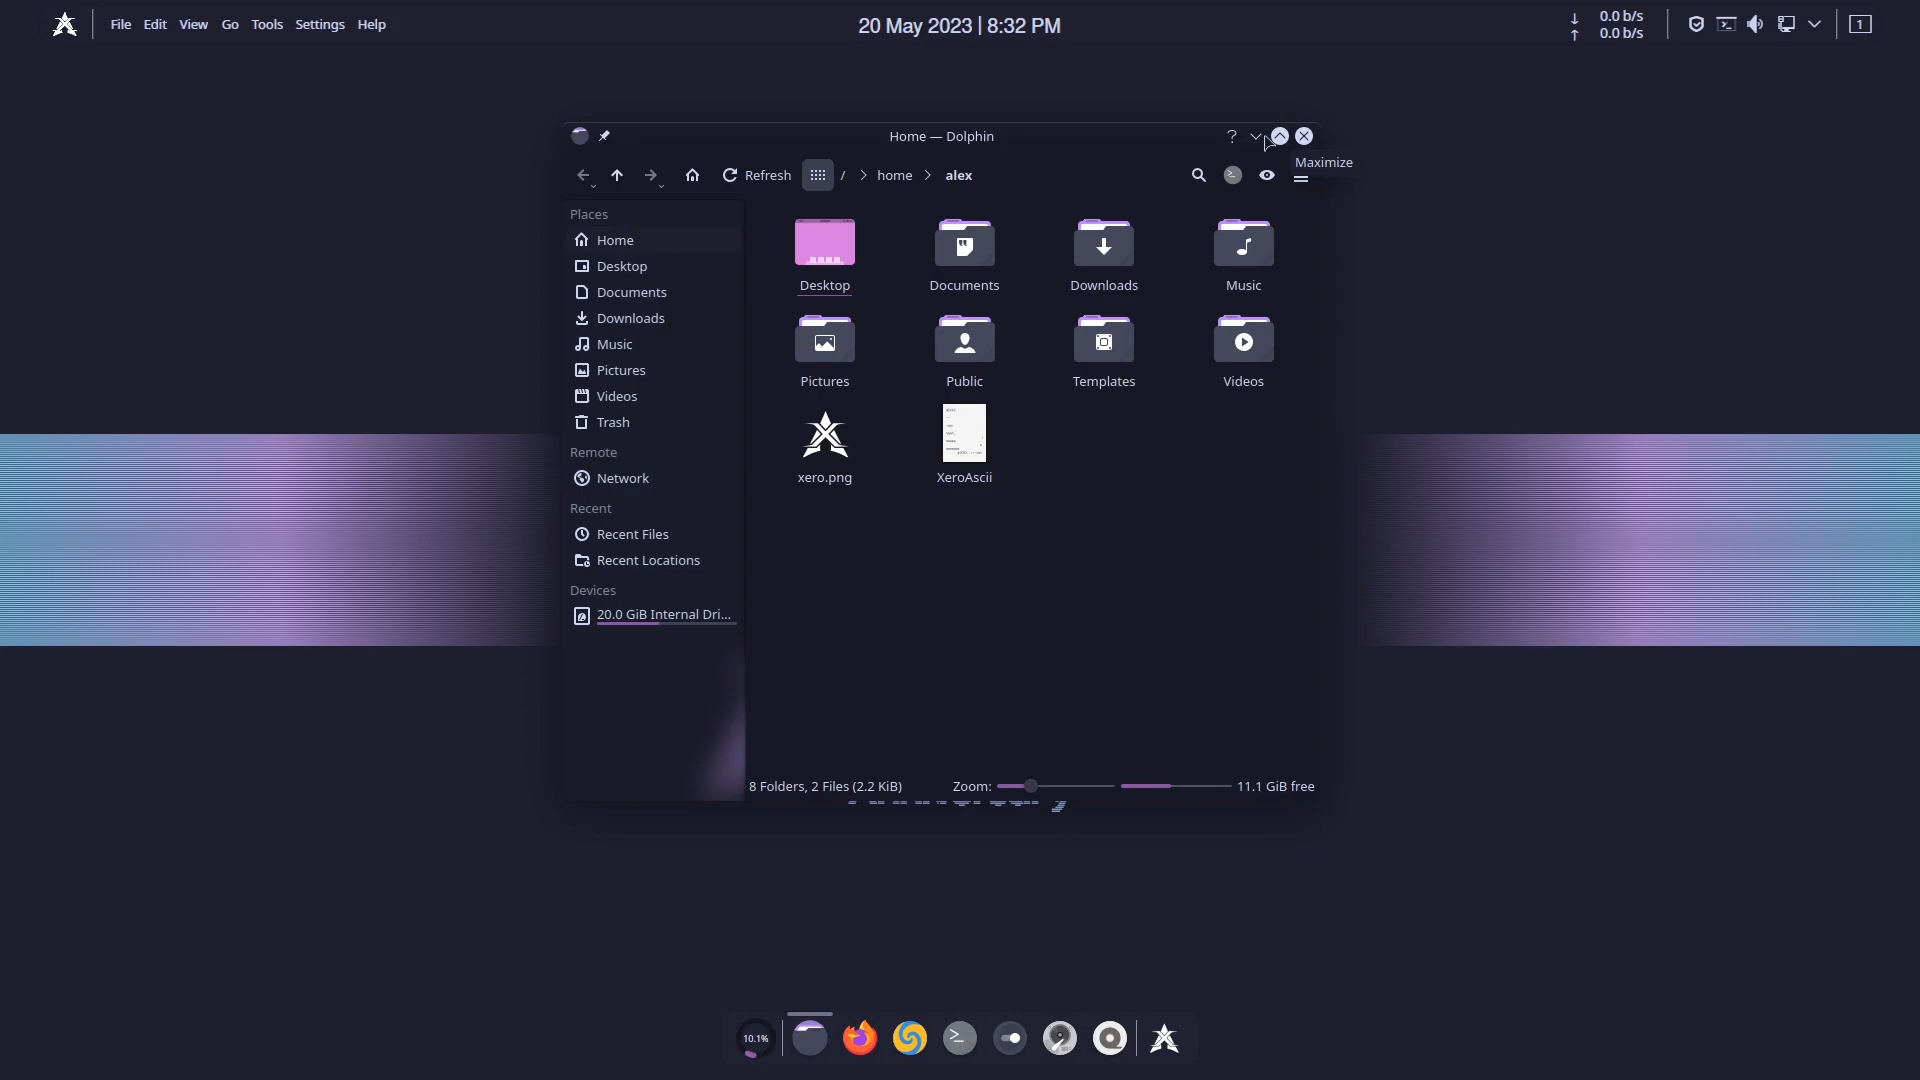 File Edit View Go Tools Settings Help
20 May 2023 | 8:32 PM
↓ 0.0 b/s
↑ 0.0 b/s
1
Home — Dolphin
Maximize
Refresh / > home > alex
Places
Home
Desktop
Documents
Downloads
Music
Pictures
Videos
Trash
Remote
Network
Recent
Recent Files
Recent Locations
Devices
20.0 GiB Internal Dri...
Desktop Documents Downloads Music
Pictures Public Templates Videos
xero.png XeroAscii
8 Folders, 2 Files (2.2 KiB) Zoom: 11.1 GiB free
10.1%